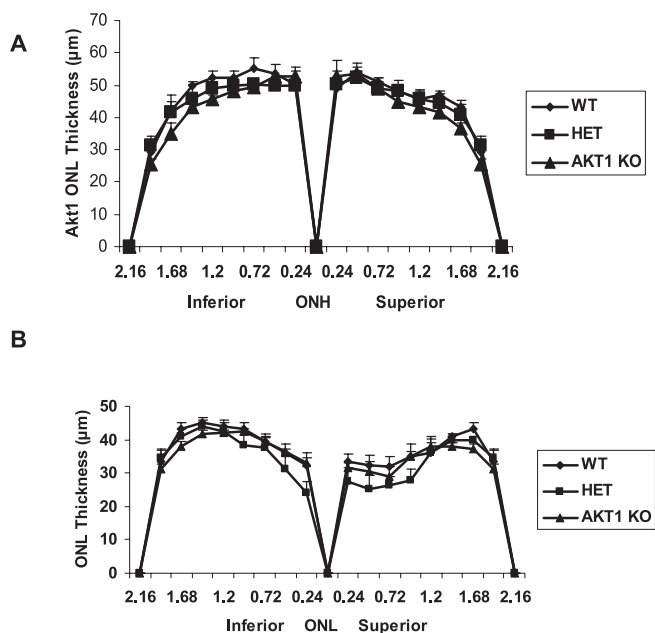 A
Akt1 ONL Thickness (µm)
70
60
50
40
30
20
10
0
2.16 1.68 1.2 0.72 0.24 0.24 0.72 1.2 1.68 2.16
Inferior ONH Superior
WT
HET
AKT1 KO
B
ONL Thickness (µm)
50
40
30
20
10
0
2.16 1.68 1.2 0.72 0.24 0.24 0.72 1.2 1.68 2.16
Inferior ONL Superior
WT
HET
AKT1 KO